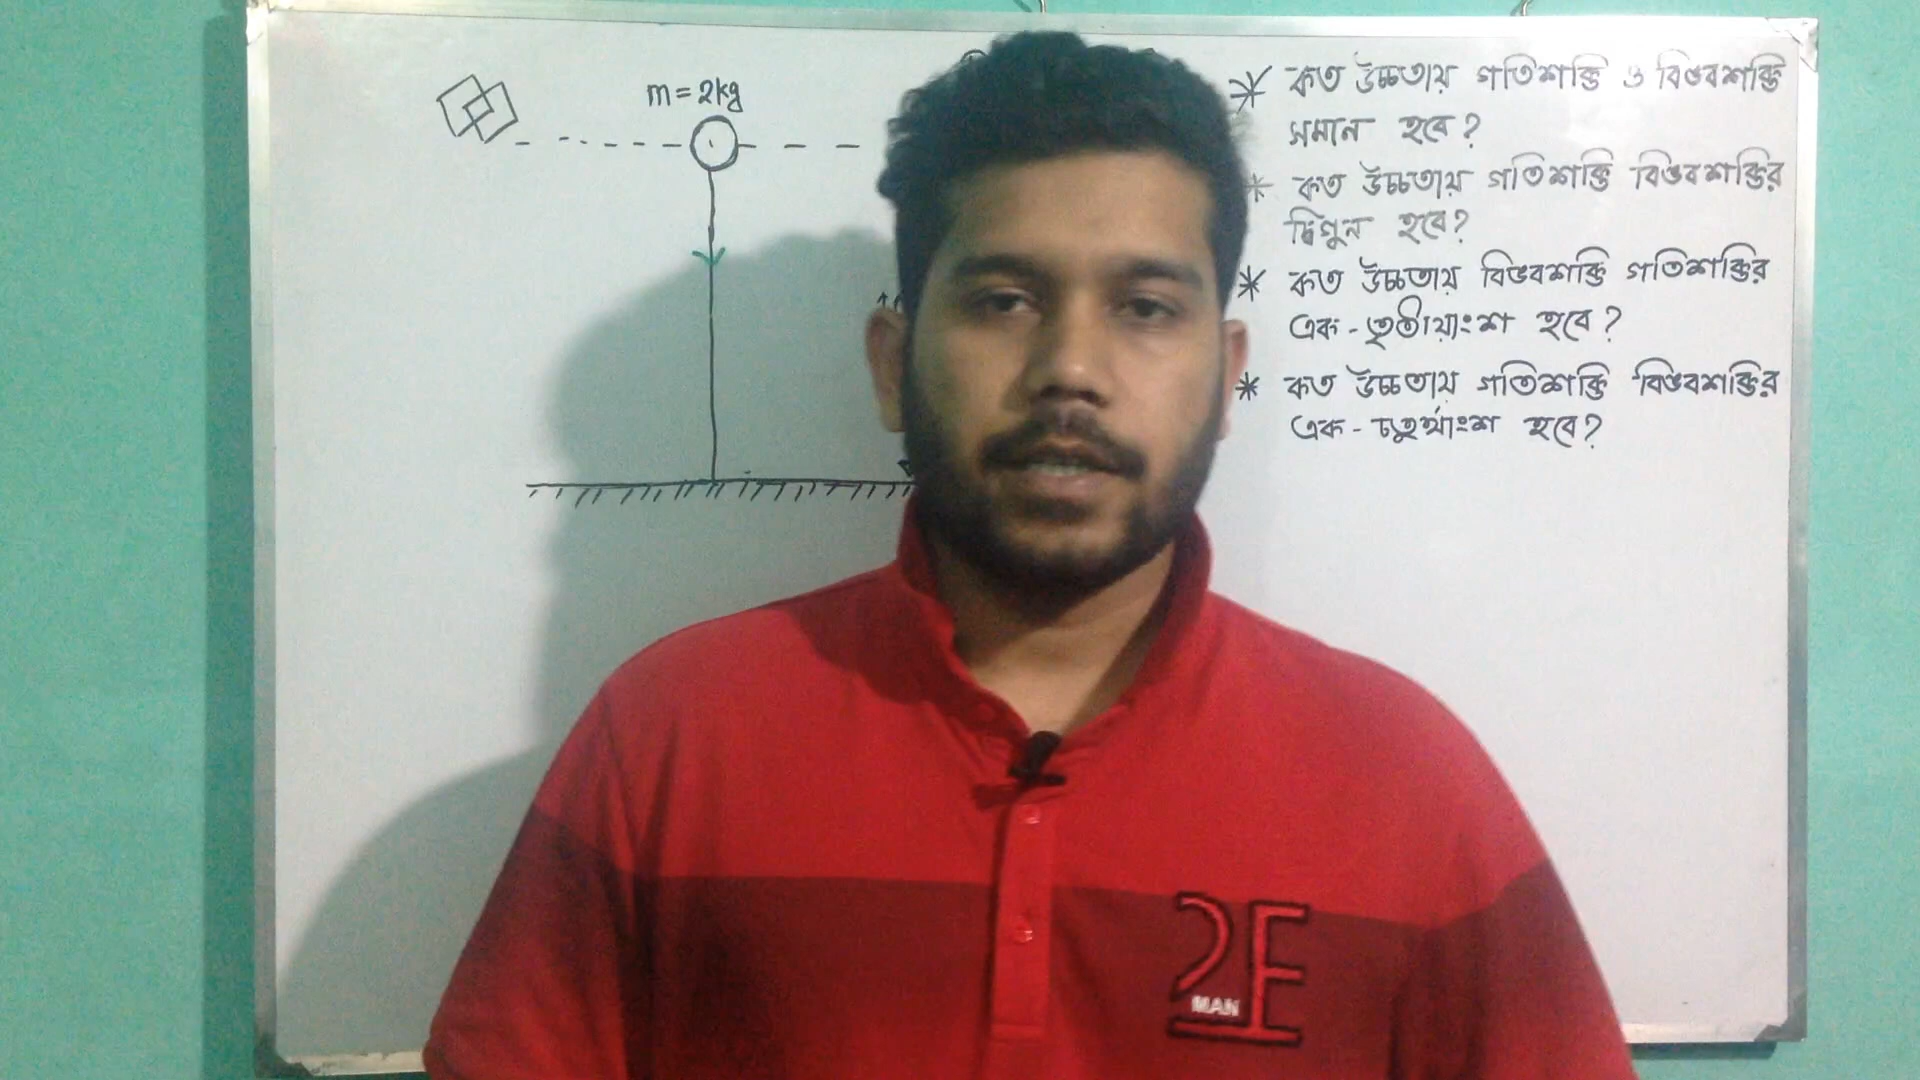 m = 2kg
* কত উচ্চতায় গতিশক্তি ও বিভবশক্তি
সমান হবে ?
* কত উচ্চতায় গতিশক্তি বিভবশক্তির
দ্বিগুন হবে?
* কত উচ্চতায় বিভবশক্তি গতিশক্তির
এক - তৃতীয়াংশ হবে ?
* কত উচ্চতায় গতিশক্তি বিভবশক্তির
এক - চতুর্থাংশ হবে ?
2F
MAN